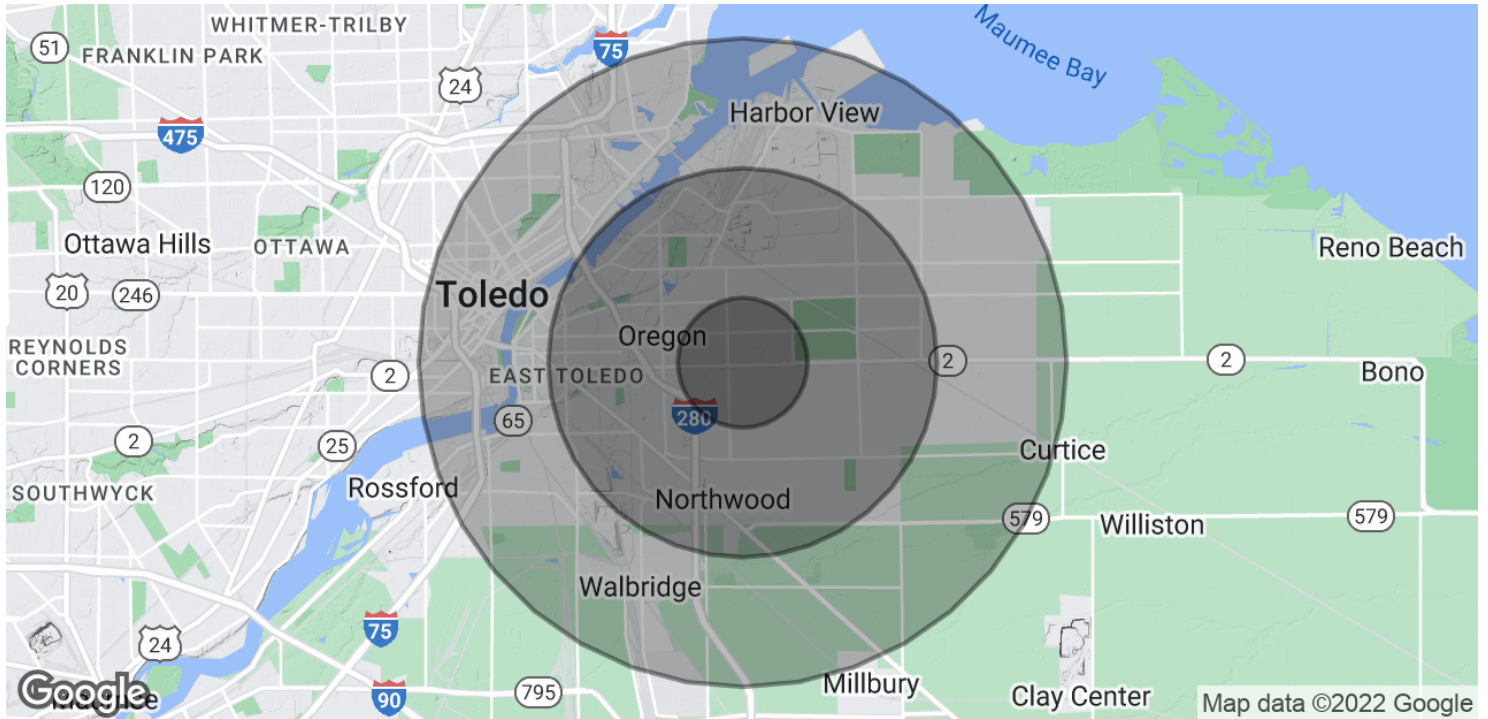 WHITMER-TRILBY
51
FRANKLIN PARK
75
24
Maumee Bay
Harbor View
475
120
Ottawa Hills
OTTAWA
Reno Beach
20
246
Toledo
Oregon
REYNOLDS
CORNERS
2
EAST TOLEDO
2
2
Bono
65
280
2
25
Curtice
SOUTHWYCK
Rossford
Northwood
579
Williston
579
Walbridge
75
24
Google
90
795
Millbury
Clay Center
Map data ©2022 Google